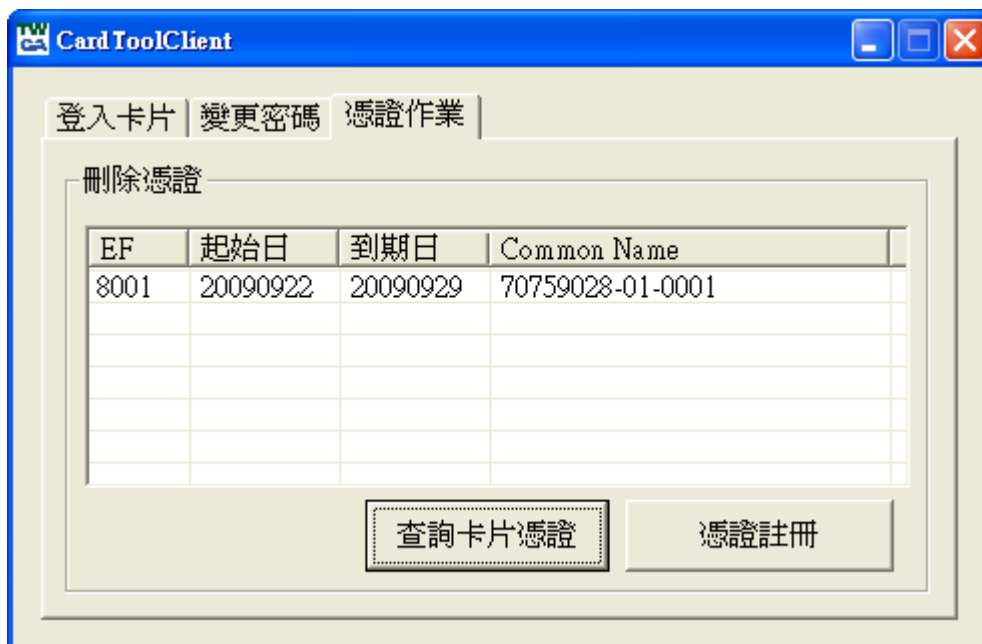 TW CA CardToolClient
登入卡片 變更密碼 憑證作業
刪除憑證
EF 起始日 到期日 Common Name
8001 20090922 20090929 70759028-01-0001
查詢卡片憑證 憑證註冊